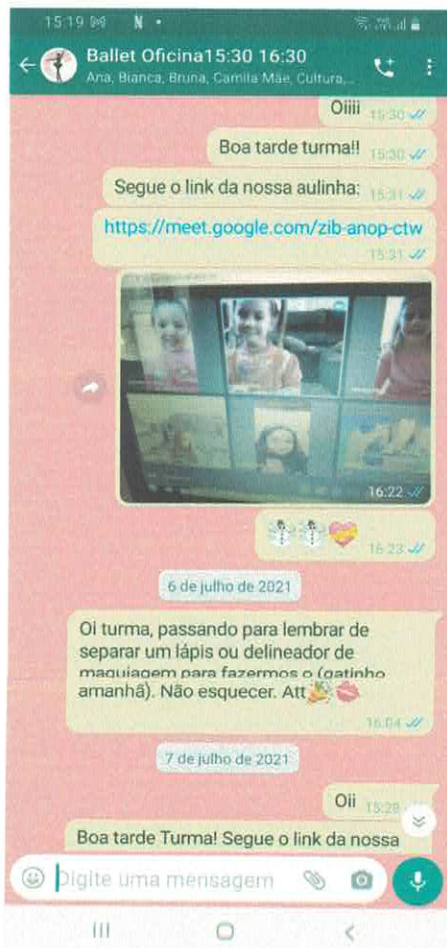 15:19
N
Ballet Oficina15:30 16:30
Ana, Bianca, Bruna, Camila Mãe, Cultura,...
Oiiii 15:30
Boa tarde turma!! 15:30
Segue o link da nossa aulinha: 15:31
https://meet.google.com/zib-anop-ctw
15:31
16:22
16:23
6 de julho de 2021
Oi turma, passando para lembrar de
separar um lápis ou delineador de
maquiagem para fazermos o (gatinho
amanhã). Não esquecer. Att
16:04
7 de julho de 2021
Oii 15:29
Boa tarde Turma! Segue o link da nossa
Digite uma mensagem